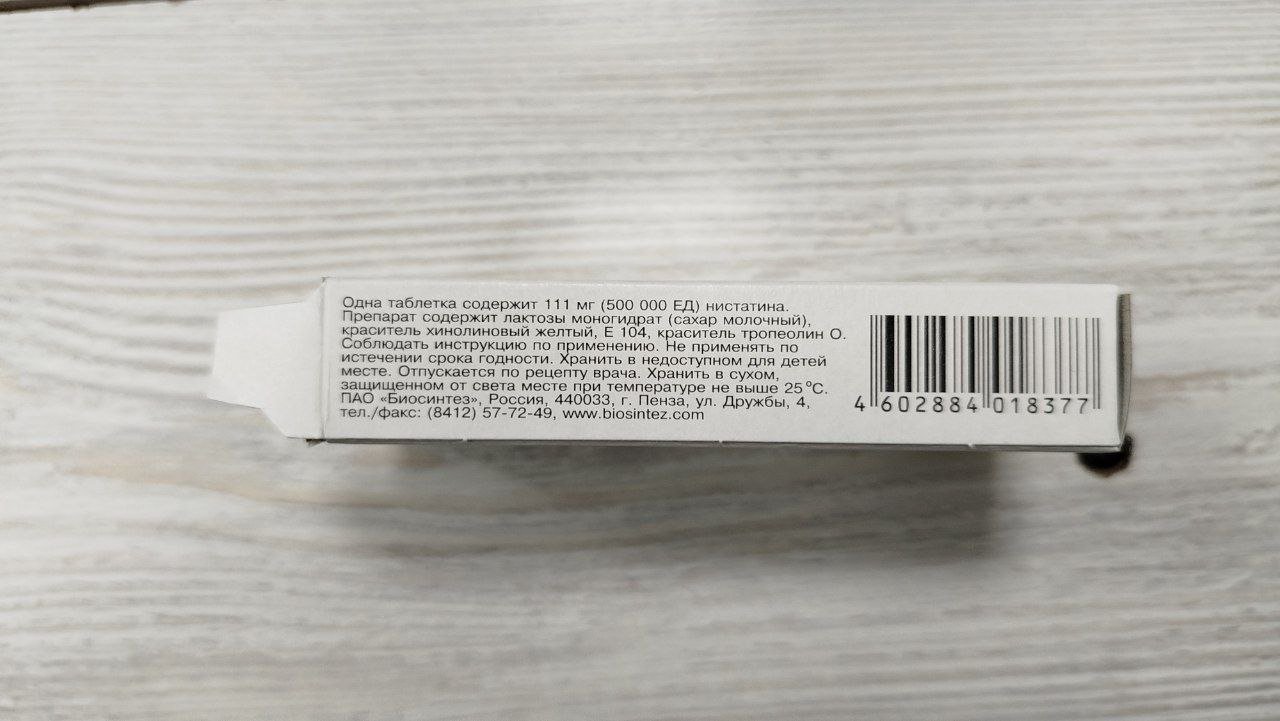 Одна таблетка содержит 111 мг (500 000 ЕД) нистатина.
Препарат содержит лактозы моногидрат (сахар молочный),
краситель хинолиновый желтый, Е 104, краситель тропеолин О.
Соблюдать инструкцию по применению. Не применять по
истечении срока годности. Хранить в недоступном для детей
месте. Отпускается по рецепту врача. Хранить в сухом,
защищенном от света месте при температуре не выше 25°С.
ПАО «Биосинтез», Россия, 440033, г. Пенза, ул. Дружбы, 4,
тел./факс: (8412) 57-72-49, www.biosintez.com
4 602884 018377